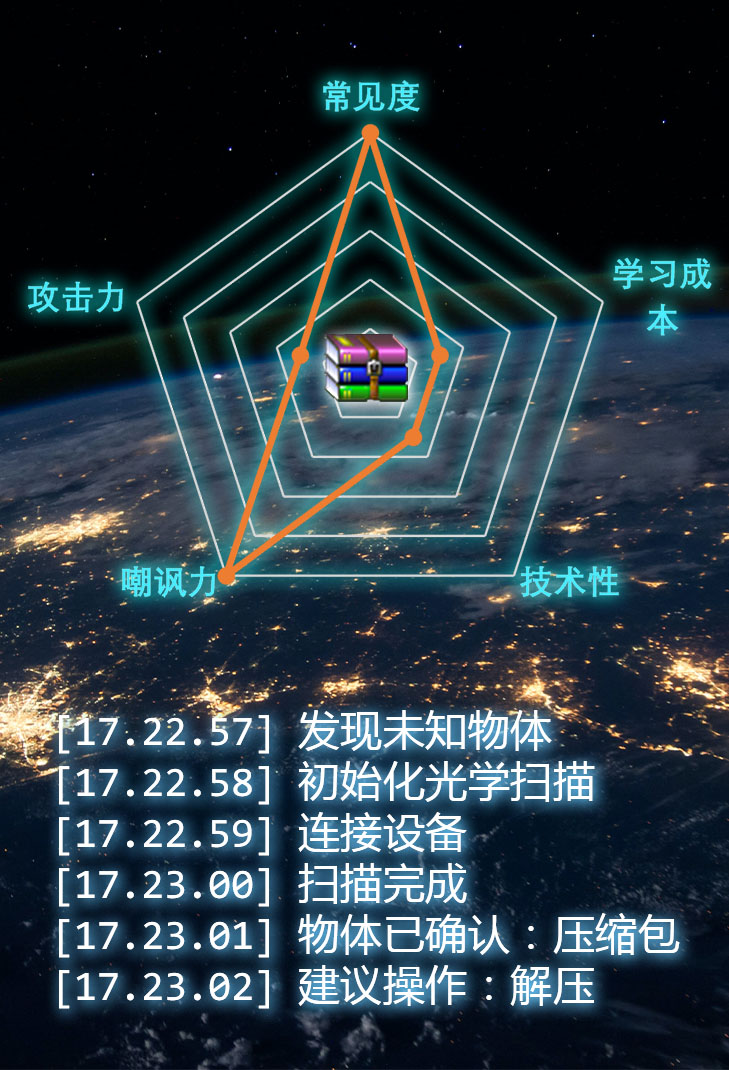 常见度
攻击力
学习成
本
嘲讽力
技术性
[17.22.57] 发现未知物体
[17.22.58] 初始化光学扫描
[17.22.59] 连接设备
[17.23.00] 扫描完成
[17.23.01] 物体已确认：压缩包
[17.23.02] 建议操作：解压